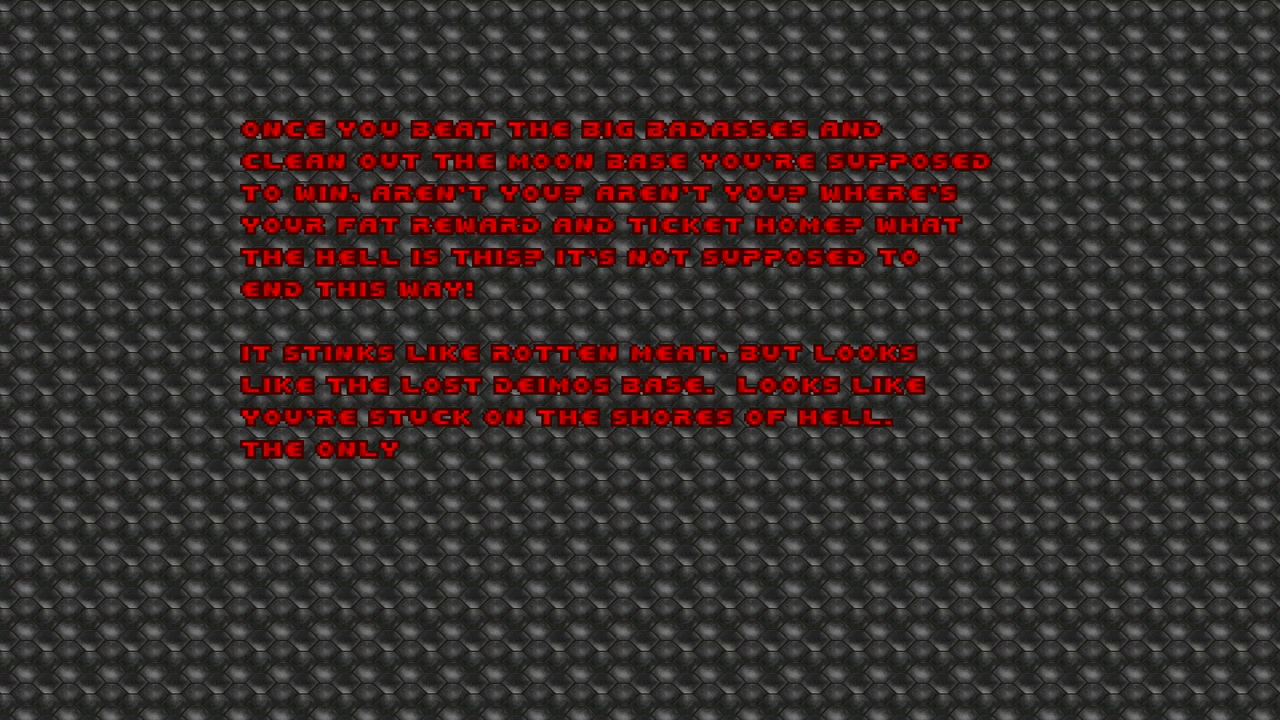 ONCE YOU BEAT THE BIG BADASSES AND
CLEAN OUT THE MOON BASE YOU'RE SUPPOSED
TO WIN, AREN'T YOU? AREN'T YOU? WHERE'S
YOUR FAT REWARD AND TICKET HOME? WHAT
THE HELL IS THIS? IT'S NOT SUPPOSED TO
END THIS WAY!
IT STINKS LIKE ROTTEN MEAT, BUT LOOKS
LIKE THE LOST DEIMOS BASE.  LOOKS LIKE
YOU'RE STUCK ON THE SHORES OF HELL.
THE ONLY